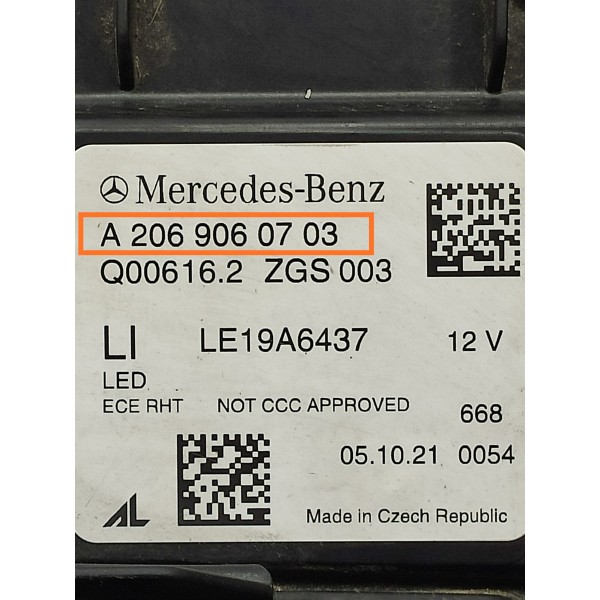 Mercedes-Benz
A 206 906 07 03
Q00616.2 ZGS 003
LI LE19A6437 12 V
LED
ECE RHT NOT CCC APPROVED 668
05.10.21 0054
AL Made in Czech Republic